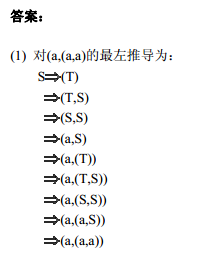 答案：
(1) 对(a,(a,a)的最左推导为：
S⇒(T)
⇒(T,S)
⇒(S,S)
⇒(a,S)
⇒(a,(T))
⇒(a,(T,S))
⇒(a,(S,S))
⇒(a,(a,S))
⇒(a,(a,a))